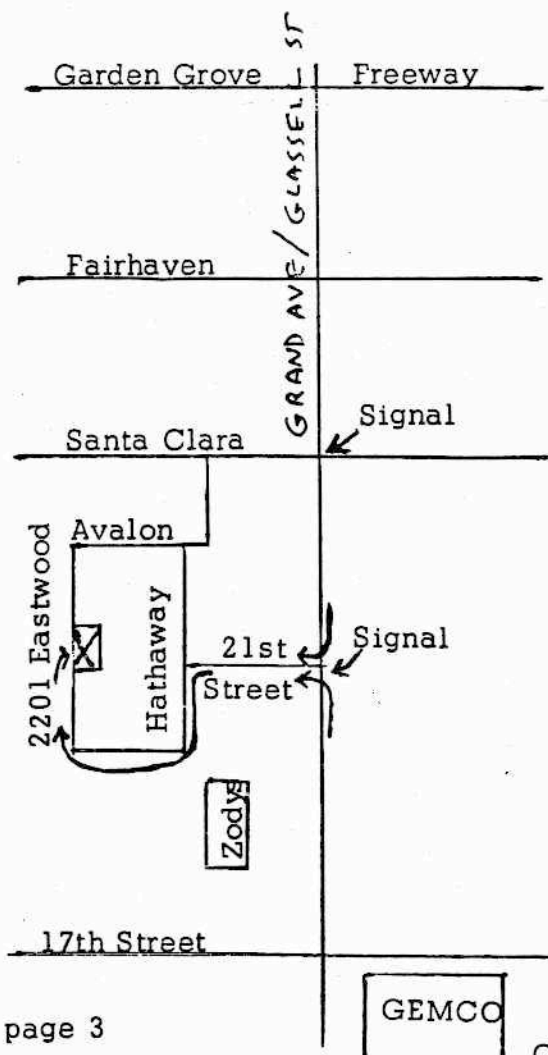 Garden Grove Freeway
GRAND AVE/GLASSELL ST
Fairhaven
Signal
Santa Clara
Avalon
2201 Eastwood
Hathaway
21st
Street
Signal
Zodys
17th Street
GEMCO
page 3